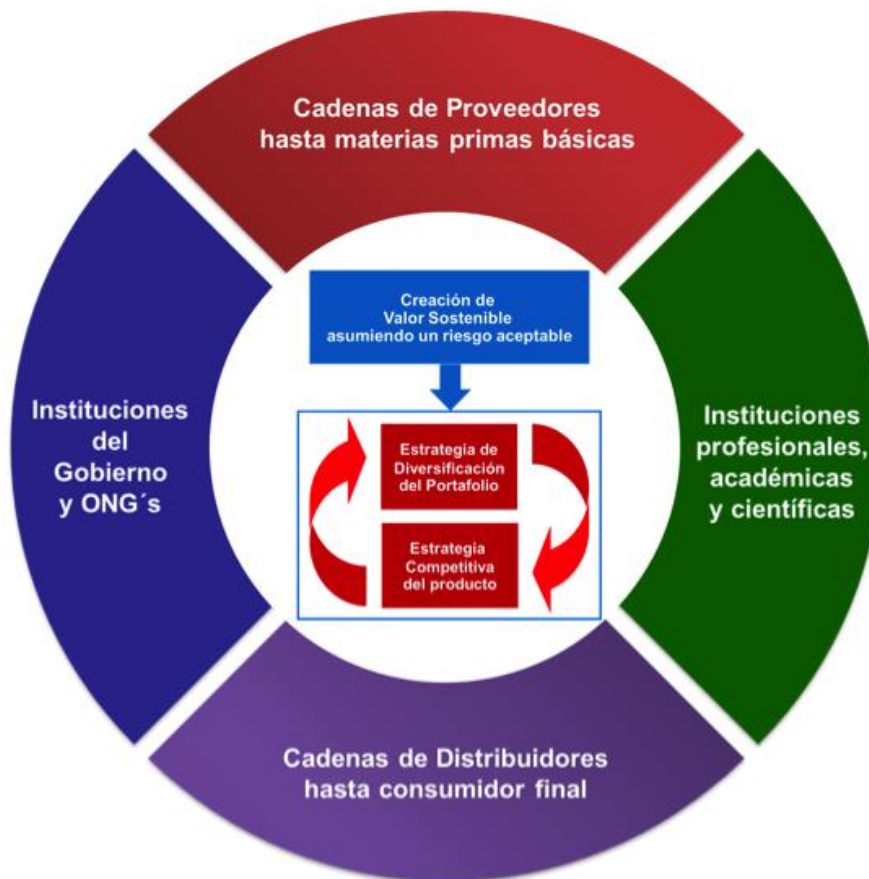 Cadenas de Proveedores
hasta materias primas básicas
Creación de
Valor Sostenible
asumiendo un riesgo aceptable
Instituciones
del
Gobierno
y ONG´s
Estrategia de
Diversificación
del Portafolio
Estrategia
Competitiva
del producto
Instituciones
profesionales,
académicas
y científicas
Cadenas de Distribuidores
hasta consumidor final